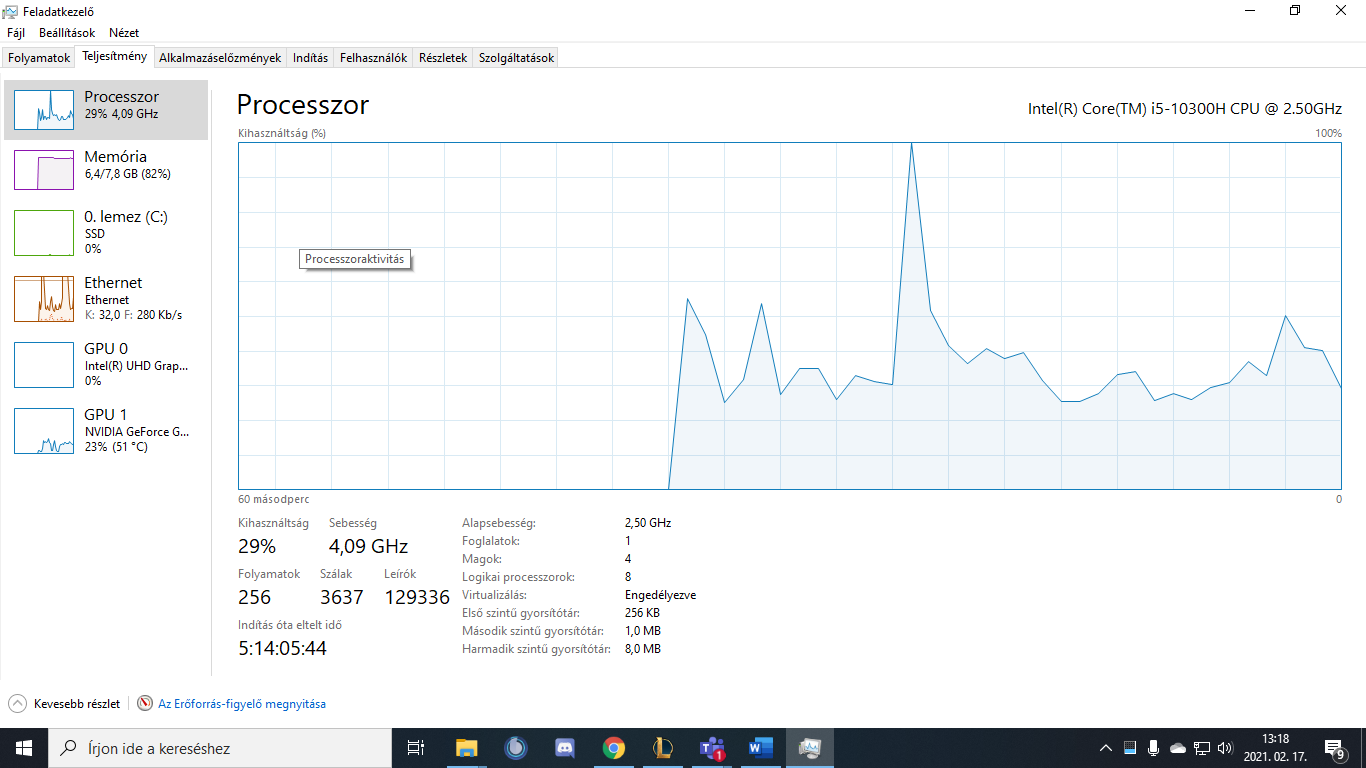 Feladatkezelő
Fájl Beállítások Nézet
Folyamatok Teljesítmény Alkalmazáselőzmények Indítás Felhasználók Részletek Szolgáltatások
Processzor
29% 4,09 GHz
Memória
6,4/7,8 GB (82%)
0. lemez (C:)
SSD
0%
Ethernet
Ethernet
K: 32,0 F: 280 Kb/s
GPU 0
Intel(R) UHD Grap...
0%
GPU 1
NVIDIA GeForce G...
23% (51 °C)
Processzor
Intel(R) Core(TM) i5-10300H CPU @ 2.50GHz
Kihasználtság (%)
100%
Processzoraktivitás
60 másodperc
0
Kihasználtság Sebesség
29% 4,09 GHz
Folyamatok Szálak Leírók
256 3637 129336
Indítás óta eltelt idő
5:14:05:44
Alapsebesség: 2,50 GHz
Foglalatok: 1
Magok: 4
Logikai processzorok: 8
Virtualizálás: Engedélyezve
Első szintű gyorsítótár: 256 KB
Második szintű gyorsítótár: 1,0 MB
Harmadik szintű gyorsítótár: 8,0 MB
Kevesebb részlet
Az Erőforrás-figyelő megnyitása
Írjon ide a kereséshez
1
13:18
2021. 02. 17.
9